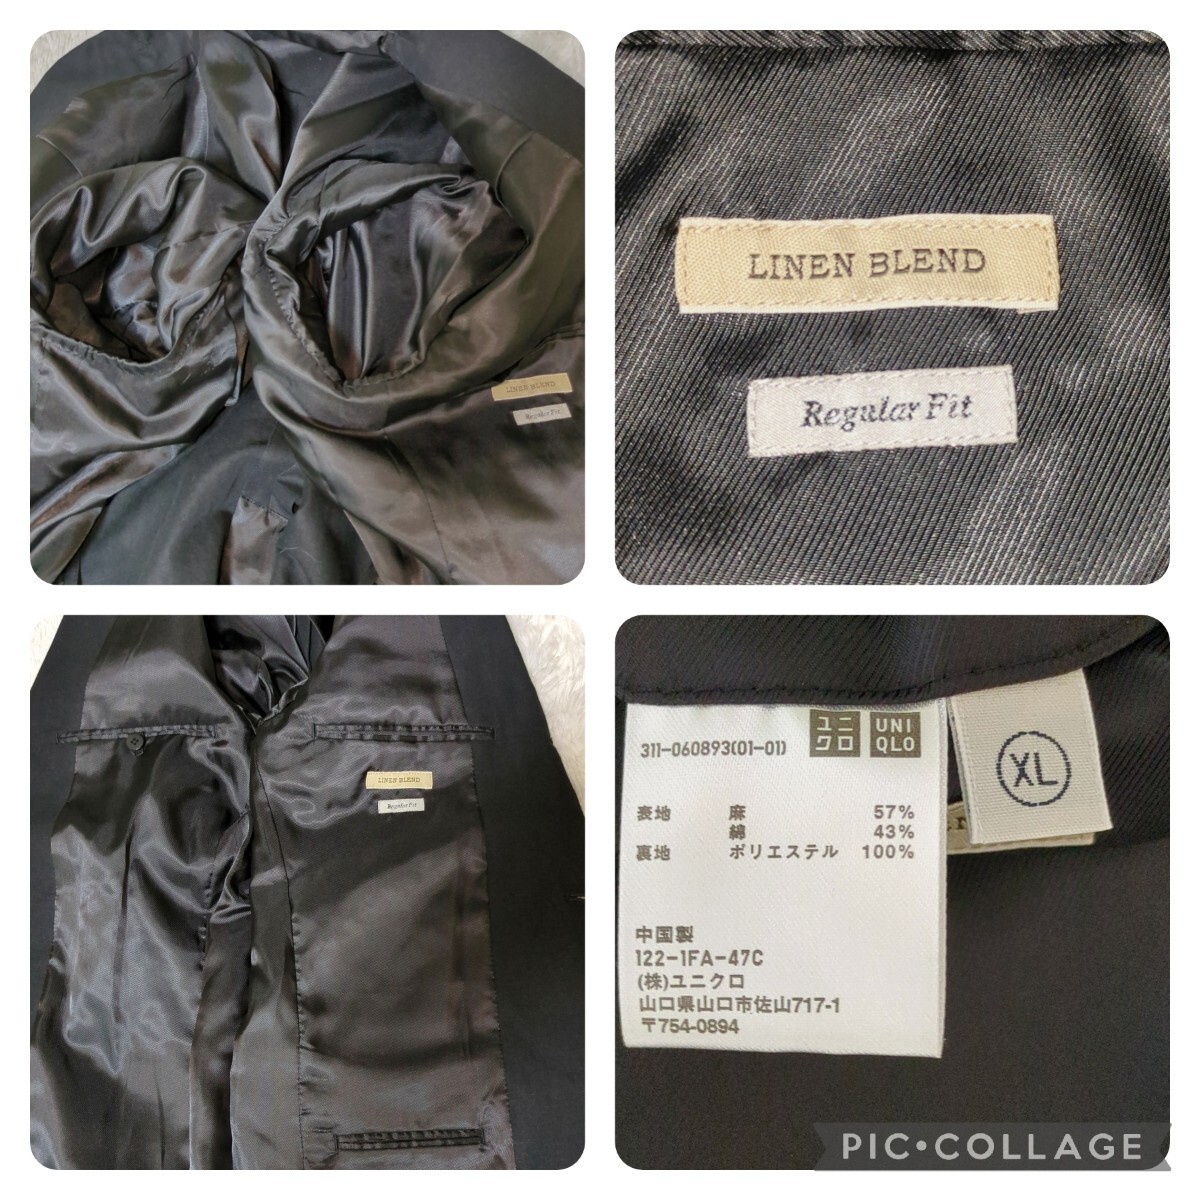 LINEN BLEND
Regular Fit
LINEN BLEND
Regular Fit
LINEN BLEND
Regular Fit
311-060893(01-01)
ユニ
クロ
UNI
QLO
XL
表地 麻 57%
綿 43%
裏地 ポリエステル 100%
中国製
122-1FA-47C
(株)ユニクロ
山口県山口市佐山717-1
〒754-0894
PIC•COLLAGE